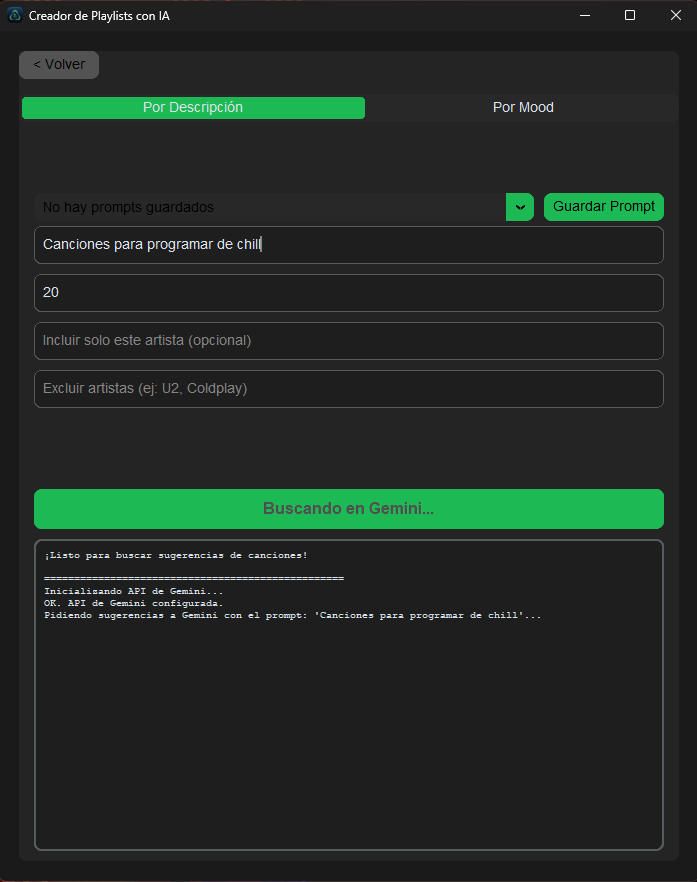 Creador de Playlists con IA
< Volver
Por Descripción
Por Mood
No hay prompts guardados
Guardar Prompt
Canciones para programar de chill
20
Incluir solo este artista (opcional)
Excluir artistas (ej: U2, Coldplay)
Buscando en Gemini...
¡Listo para buscar sugerencias de canciones!
==================================================
Inicializando API de Gemini...
OK. API de Gemini configurada.
Pidiendo sugerencias a Gemini con el prompt: 'Canciones para programar de chill'...